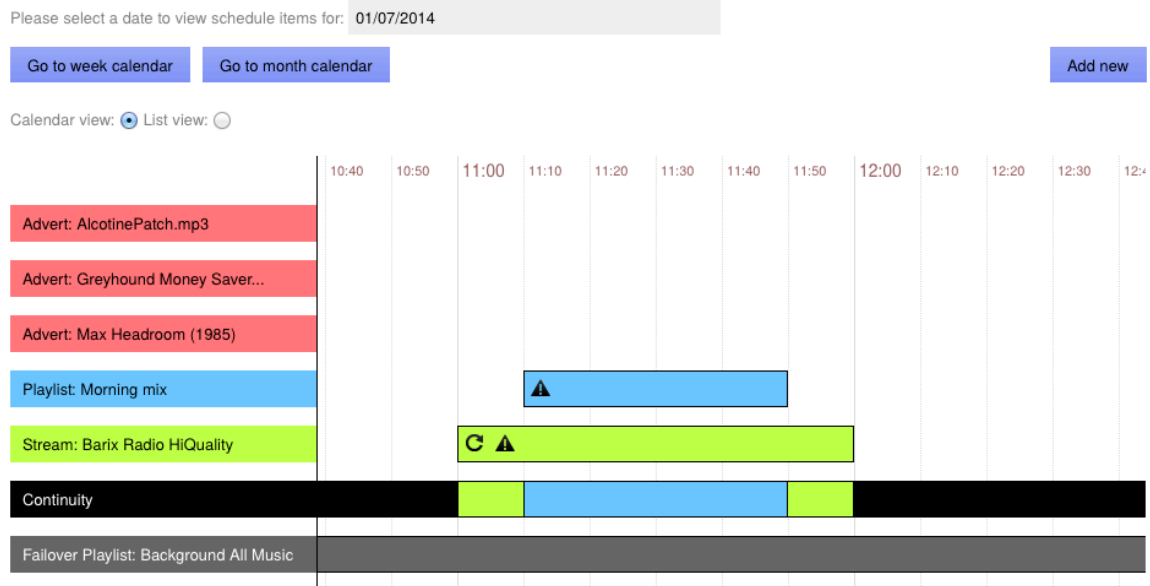 Please select a date to view schedule items for: 01/07/2014
Go to week calendar Go to month calendar Add new
Calendar view: List view:
10:40 10:50 11:00 11:10 11:20 11:30 11:40 11:50 12:00 12:10 12:20 12:30
Advert: AlcotinePatch.mp3
Advert: Greyhound Money Saver...
Advert: Max Headroom (1985)
Playlist: Morning mix
Stream: Barix Radio HiQuality
Continuity
Failover Playlist: Background All Music